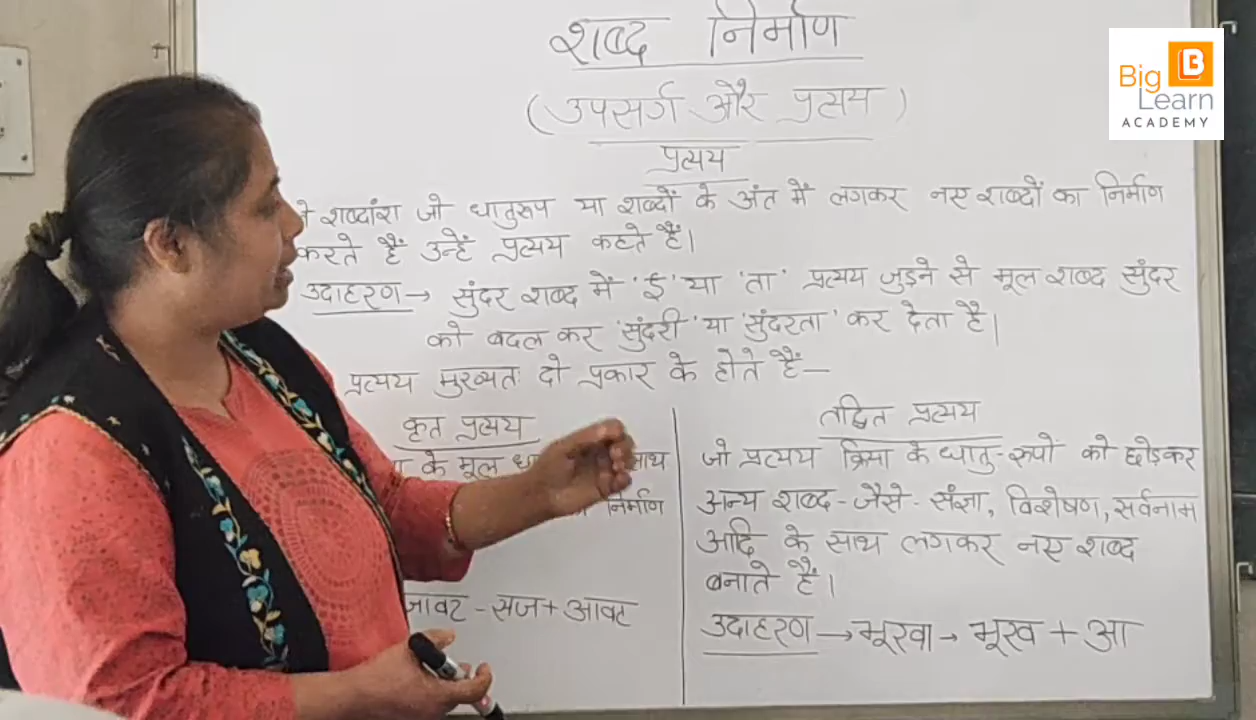 शब्द निर्माण
(उपसर्ग और प्रत्यय)
प्रत्यय
शब्दांश जो धातुरूप या शब्दों के अंत में लगकर नए शब्दों का निर्माण
करते हैं उन्हें प्रत्यय कहते हैं।
उदाहरण → सुंदर शब्द में 'ई' या 'ता' प्रत्यय जुड़ने से मूल शब्द सुंदर
को बदल कर 'सुंदरी' या 'सुंदरता' कर देता है।
प्रत्यय मुख्यतः दो प्रकार के होते हैं—
कृत प्रत्यय
के मूल साथ
निर्माण
जावट - सज + आवट
तद्धित प्रत्यय
जो प्रत्यय क्रिया के धातु-रूपों को छोड़कर
अन्य शब्द - जैसे - संज्ञा, विशेषण, सर्वनाम
आदि के साथ लगकर नए शब्द
बनाते हैं।
उदाहरण → भूखा → भूख + आ
B
Big
Learn
ACADEMY